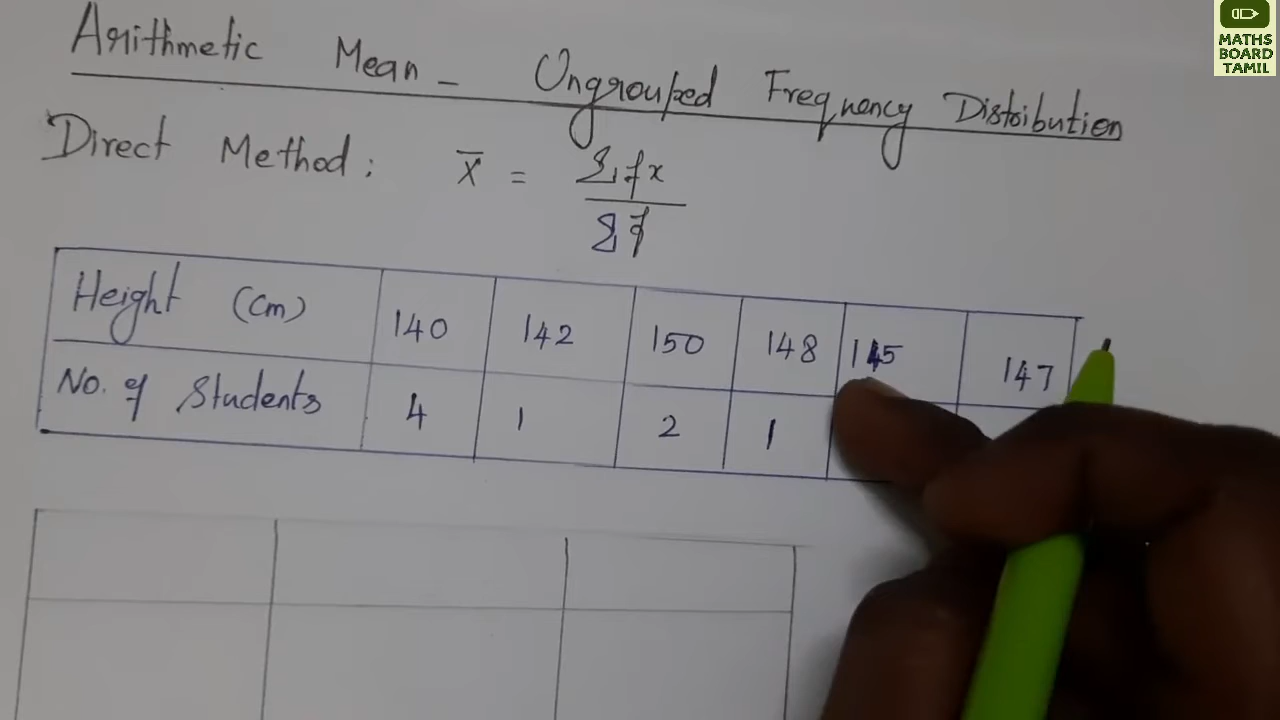 Arithmetic Mean - Ungrouped Frequency Distribution
Direct Method : x̄ = Σfx / Σf
Height (cm) 140 142 150 148 145 147
No. of Students 4 1 2 1
MATHS
BOARD
TAMIL